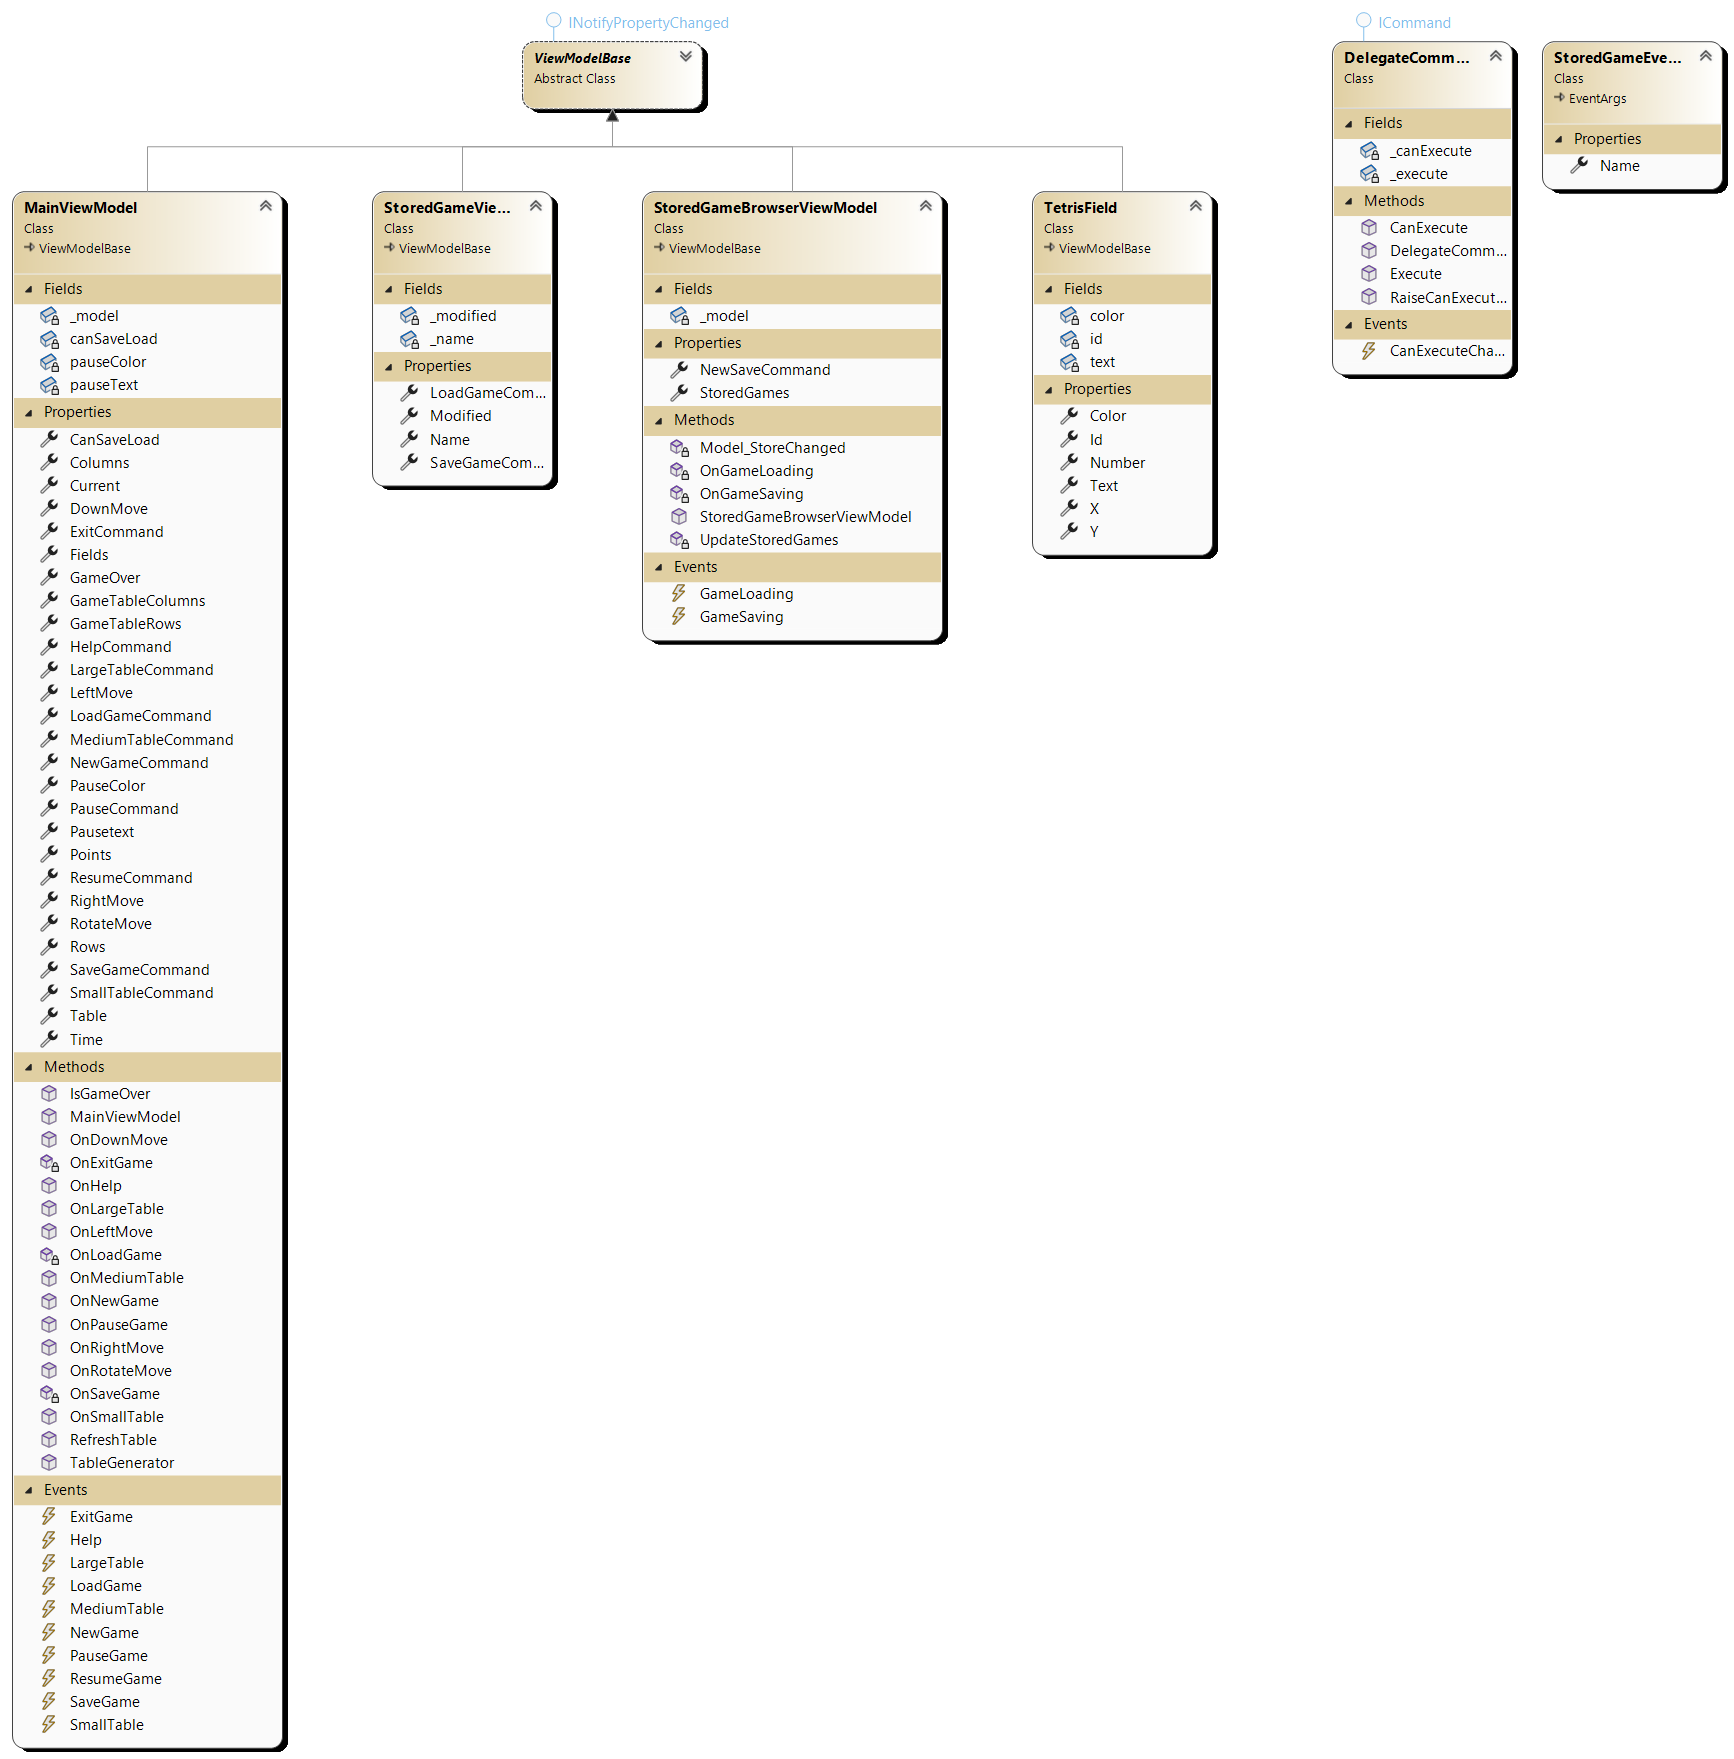 INotifyPropertyChanged
ViewModelBase
Abstract Class
MainViewModel
Class
ViewModelBase
Fields
_model
canSaveLoad
pauseColor
pauseText
Properties
CanSaveLoad
Columns
Current
DownMove
ExitCommand
Fields
GameOver
GameTableColumns
GameTableRows
HelpCommand
LargeTableCommand
LeftMove
LoadGameCommand
MediumTableCommand
NewGameCommand
PauseColor
PauseCommand
Pausetext
Points
ResumeCommand
RightMove
RotateMove
Rows
SaveGameCommand
SmallTableCommand
Table
Time
Methods
IsGameOver
MainViewModel
OnDownMove
OnExitGame
OnHelp
OnLargeTable
OnLeftMove
OnLoadGame
OnMediumTable
OnNewGame
OnPauseGame
OnRightMove
OnRotateMove
OnSaveGame
OnSmallTable
RefreshTable
TableGenerator
Events
ExitGame
Help
LargeTable
LoadGame
MediumTable
NewGame
PauseGame
ResumeGame
SaveGame
SmallTable
StoredGameVie...
Class
ViewModelBase
Fields
_modified
_name
Properties
LoadGameCom...
Modified
Name
SaveGameCom...
StoredGameBrowserViewModel
Class
ViewModelBase
Fields
_model
Properties
NewSaveCommand
StoredGames
Methods
Model_StoreChanged
OnGameLoading
OnGameSaving
StoredGameBrowserViewModel
UpdateStoredGames
Events
GameLoading
GameSaving
TetrisField
Class
ViewModelBase
Fields
color
id
text
Properties
Color
Id
Number
Text
X
Y
ICommand
DelegateComm...
Class
Fields
_canExecute
_execute
Methods
CanExecute
DelegateComm...
Execute
RaiseCanExecut...
Events
CanExecuteCha...
StoredGameEve...
Class
EventArgs
Properties
Name